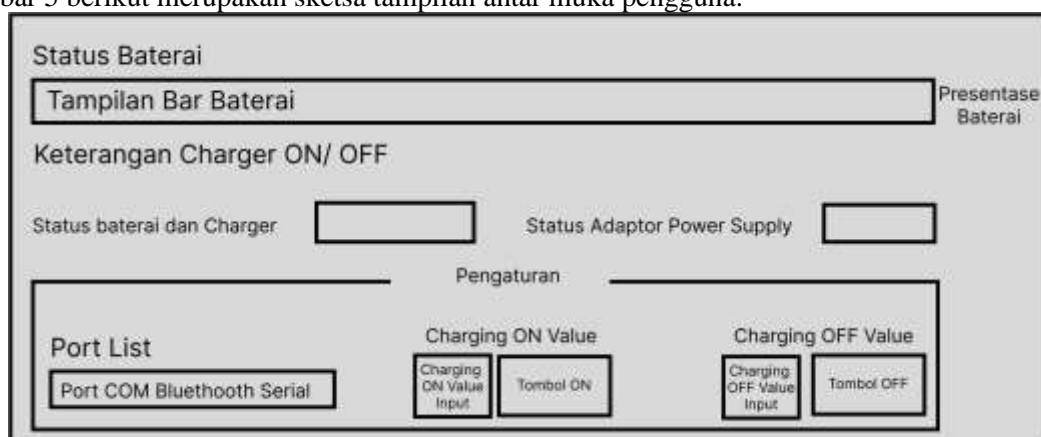 bar 5 berikut merupakan sketsa tampilan antar muka pengguna.
Status Baterai
Tampilan Bar Baterai
Presentase
Baterai
Keterangan Charger ON/ OFF
Status baterai dan Charger
Status Adaptor Power Supply
Pengaturan
Port List
Port COM Bluethooth Serial
Charging ON Value
Charging
ON Value
Input
Tombol ON
Charging OFF Value
Charging
OFF Value
Input
Tombol OFF